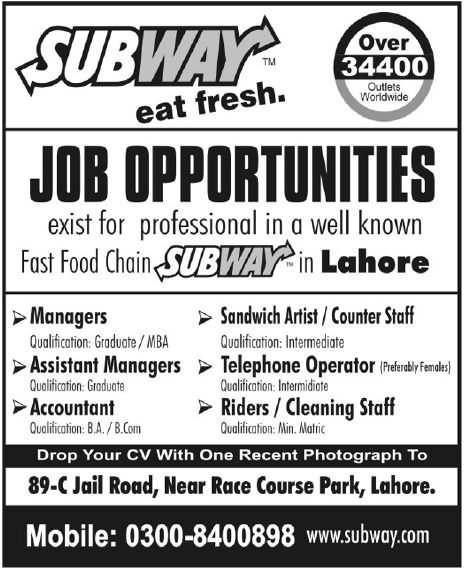 SUBWAY™
eat fresh.
Over
34400
Outlets
Worldwide
JOB OPPORTUNITIES
exist for professional in a well known
Fast Food Chain SUBWAY™ in Lahore
➢ Managers
Qualification: Graduate / MBA
➢ Assistant Managers
Qualification: Graduate
➢ Accountant
Qualification: B.A. / B.Com
➢ Sandwich Artist / Counter Staff
Qualification: Intermediate
➢ Telephone Operator (Preferably Females)
Qualification: Intermidiate
➢ Riders / Cleaning Staff
Qualification: Min. Matric
Drop Your CV With One Recent Photograph To
89-C Jail Road, Near Race Course Park, Lahore.
Mobile: 0300-8400898 www.subway.com